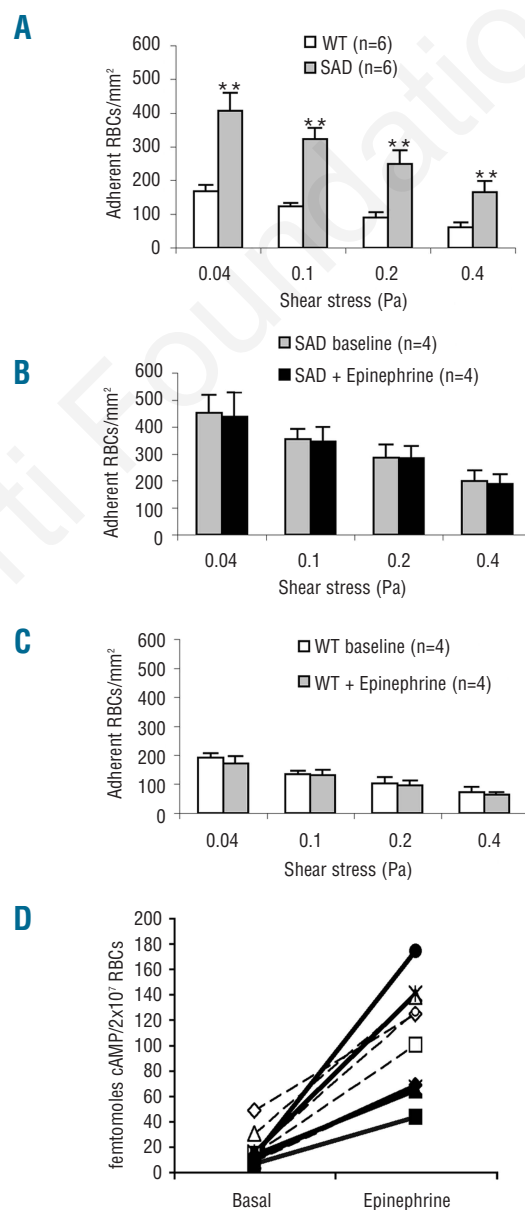 A
WT (n=6)
SAD (n=6)
Adherent RBCs/mm²
600
500
400
300
200
100
0
**
**
**
**
0.04 0.1 0.2 0.4
Shear stress (Pa)
B
SAD baseline (n=4)
SAD + Epinephrine (n=4)
Adherent RBCs/mm²
600
500
400
300
200
100
0
0.04 0.1 0.2 0.4
Shear stress (Pa)
C
WT baseline (n=4)
WT + Epinephrine (n=4)
Adherent RBCs/mm²
600
500
400
300
200
100
0
0.04 0.1 0.2 0.4
Shear stress (Pa)
D
femtomoles cAMP/2x10⁷ RBCs
200
180
160
140
120
100
80
60
40
20
0
Basal Epinephrine